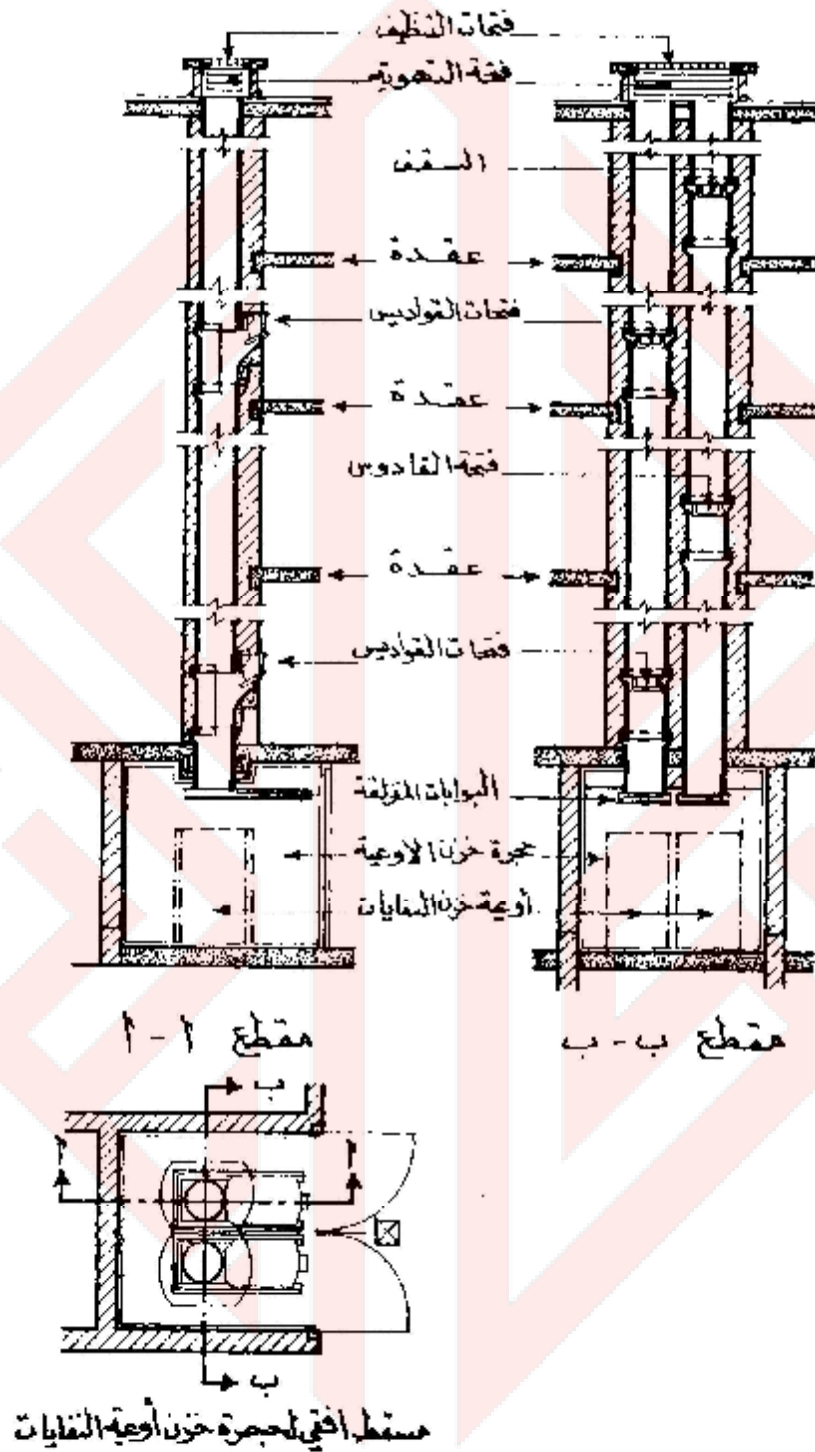 فتحات التنظيف
فتحة التهوية
السقف
عقدة
فتحات القواديس
عقدة
فتحة القادوس
عقدة
فتحات القواديس
البوابات المؤلفة
حجرة خزن الاوعية
أوعية خزن النفايات
مقطع أ - أ
مقطع ب - ب
ب
أ
أ
ب
مسقط أفقي لحجرة خزن أوعية النفايات